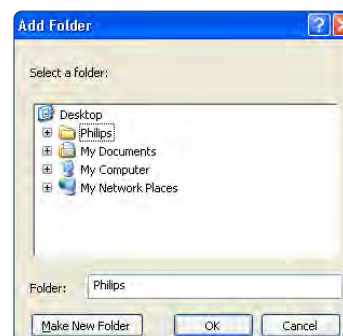 Add Folder
Select a folder:
Desktop
Philips
My Documents
My Computer
My Network Places
Folder: Philips
Make New Folder OK Cancel